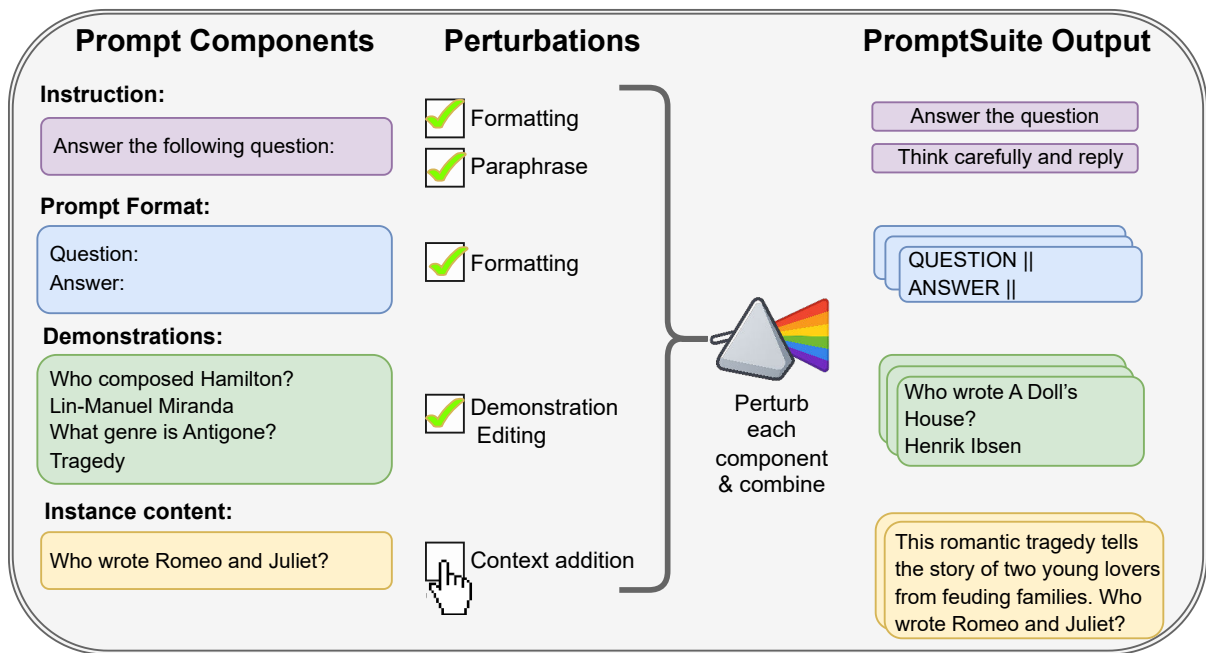 Prompt Components
Perturbations
PromptSuite Output
Instruction:
Answer the following question:
Formatting
Paraphrase
Answer the question
Think carefully and reply
Prompt Format:
Question:
Answer:
Formatting
QUESTION ||
ANSWER ||
Demonstrations:
Who composed Hamilton?
Lin-Manuel Miranda
What genre is Antigone?
Tragedy
Demonstration
Editing
Perturb
each
component
& combine
Who wrote A Doll's
House?
Henrik Ibsen
Instance content:
Who wrote Romeo and Juliet?
Context addition
This romantic tragedy tells
the story of two young lovers
from feuding families. Who
wrote Romeo and Juliet?